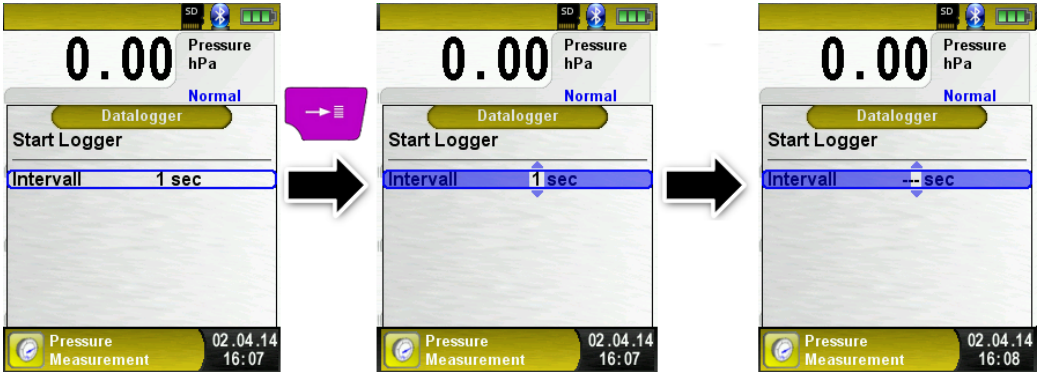 SD
0.00
Pressure
hPa
Normal
Datalogger
Start Logger
Intervall 1 sec
Pressure
Measurement
02.04.14
16:07
SD
0.00
Pressure
hPa
Normal
Datalogger
Start Logger
Intervall 1 sec
Pressure
Measurement
02.04.14
16:07
SD
0.00
Pressure
hPa
Normal
Datalogger
Start Logger
Intervall --- sec
Pressure
Measurement
02.04.14
16:08